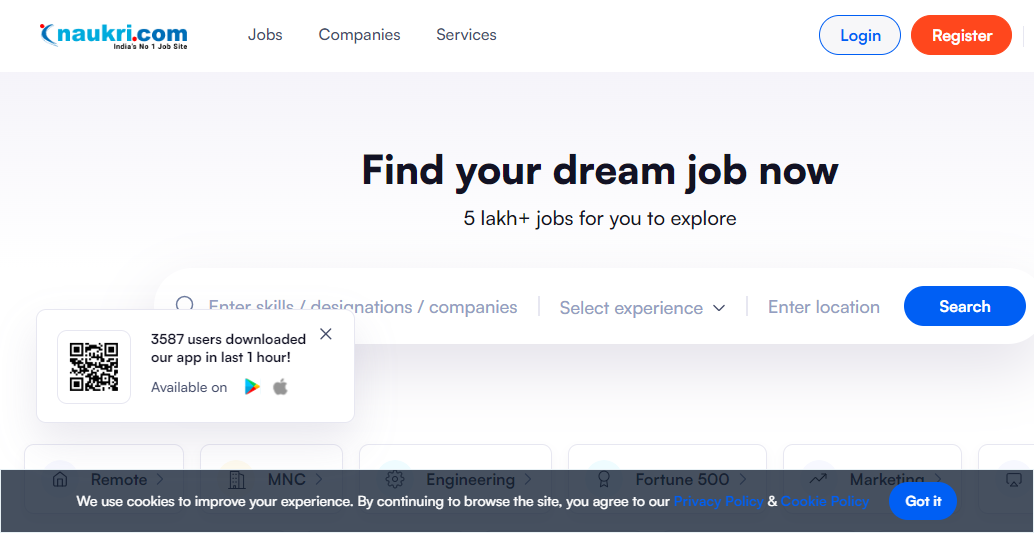 naukri.com
India's No 1 Job Site
Jobs
Companies
Services
Login
Register
Find your dream job now
5 lakh+ jobs for you to explore
Enter skills / designations / companies
Select experience
Enter location
Search
3587 users downloaded
our app in last 1 hour!
Available on
Remote
MNC
Engineering
Fortune 500
Marketing
We use cookies to improve your experience. By continuing to browse the site, you agree to our Privacy Policy & Cookie Policy
Got it